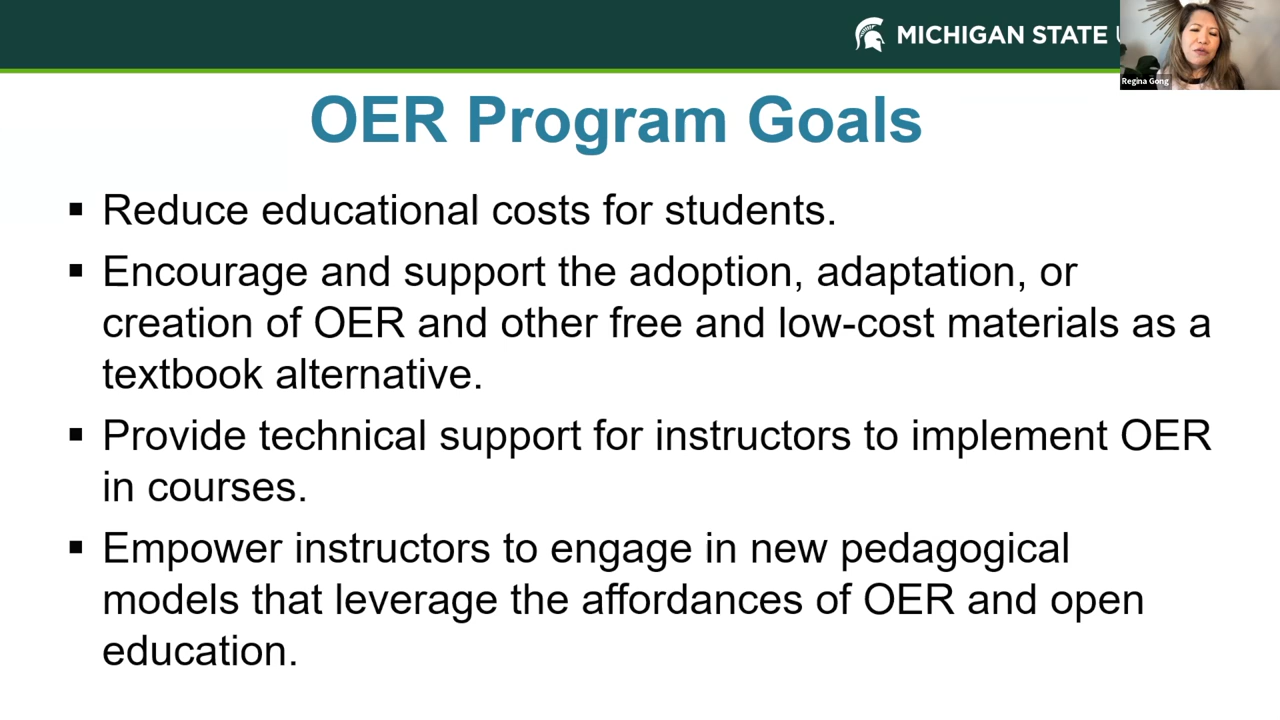 MICHIGAN STATE U
Regina Gong
OER Program Goals
▪ Reduce educational costs for students.
▪ Encourage and support the adoption, adaptation, or
creation of OER and other free and low-cost materials as a
textbook alternative.
▪ Provide technical support for instructors to implement OER
in courses.
▪ Empower instructors to engage in new pedagogical
models that leverage the affordances of OER and open
education.